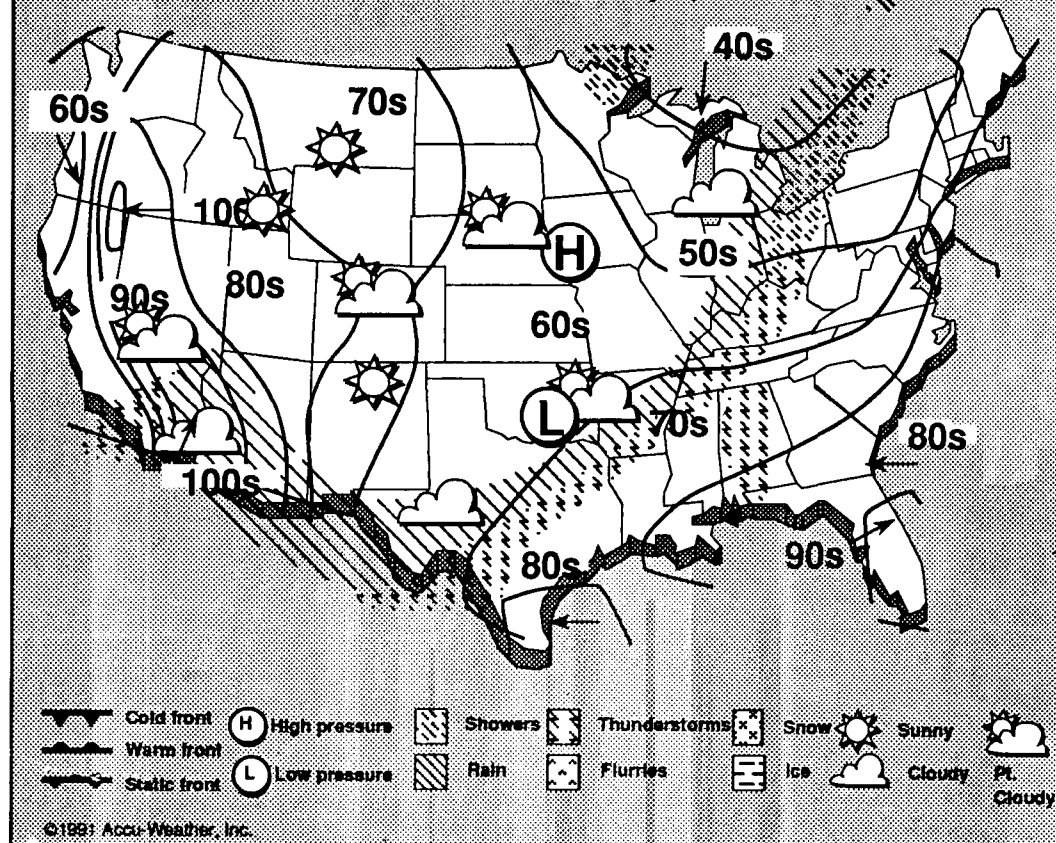 40s
60s
70s
100
50s
80s
90s
H
60s
L
70s
80s
100s
80s
90s
Cold front H High pressure Showers Thunderstorms Snow Sunny
Warm front
Static front L Low pressure Rain Flurries Ice Cloudy Pt.
Cloudy
©1991 Accu-Weather, Inc.